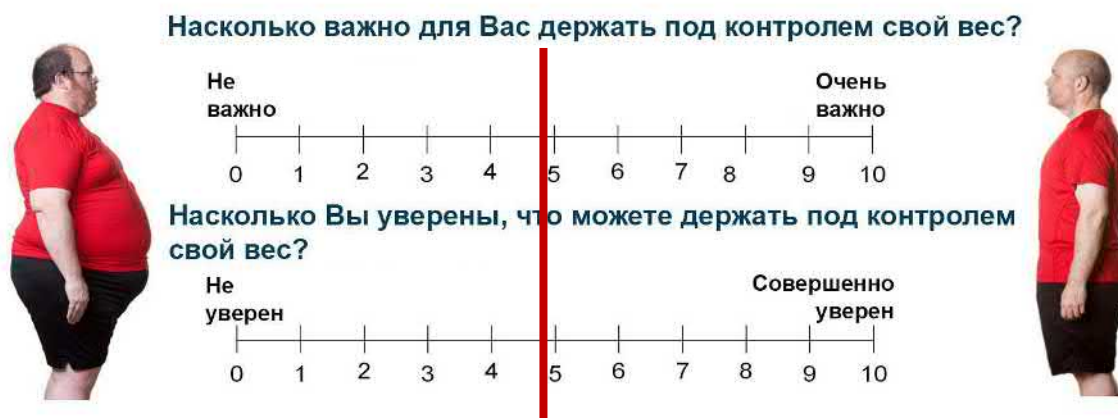 Насколько важно для Вас держать под контролем свой вес?
Не важно
Очень важно
0 1 2 3 4 5 6 7 8 9 10
Насколько Вы уверены, что можете держать под контролем
свой вес?
Не уверен
Совершенно уверен
0 1 2 3 4 5 6 7 8 9 10